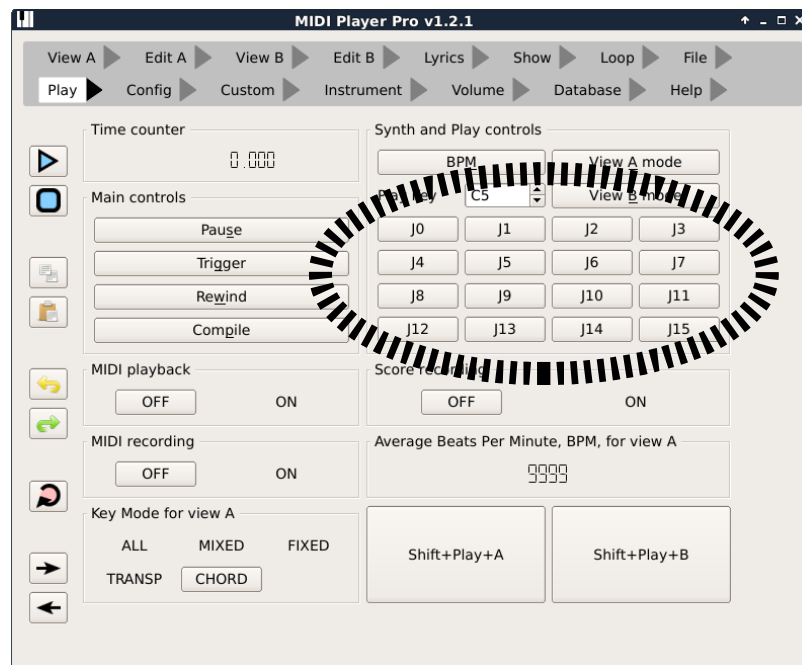 MIDI Player Pro v1.2.1
View A Edit A View B Edit B Lyrics Show Loop File
Play Config Custom Instrument Volume Database Help
Time counter
0.000
Synth and Play controls
BPM View A mode
Main controls
Play Key C5 View B mode
Pause
J0 J1 J2 J3
Trigger
J4 J5 J6 J7
Rewind
J8 J9 J10 J11
Compile
J12 J13 J14 J15
MIDI playback
OFF ON
Score recording
OFF ON
MIDI recording
OFF ON
Average Beats Per Minute, BPM, for view A
9999
Key Mode for view A
ALL MIXED FIXED
TRANSP CHORD
Shift+Play+A Shift+Play+B